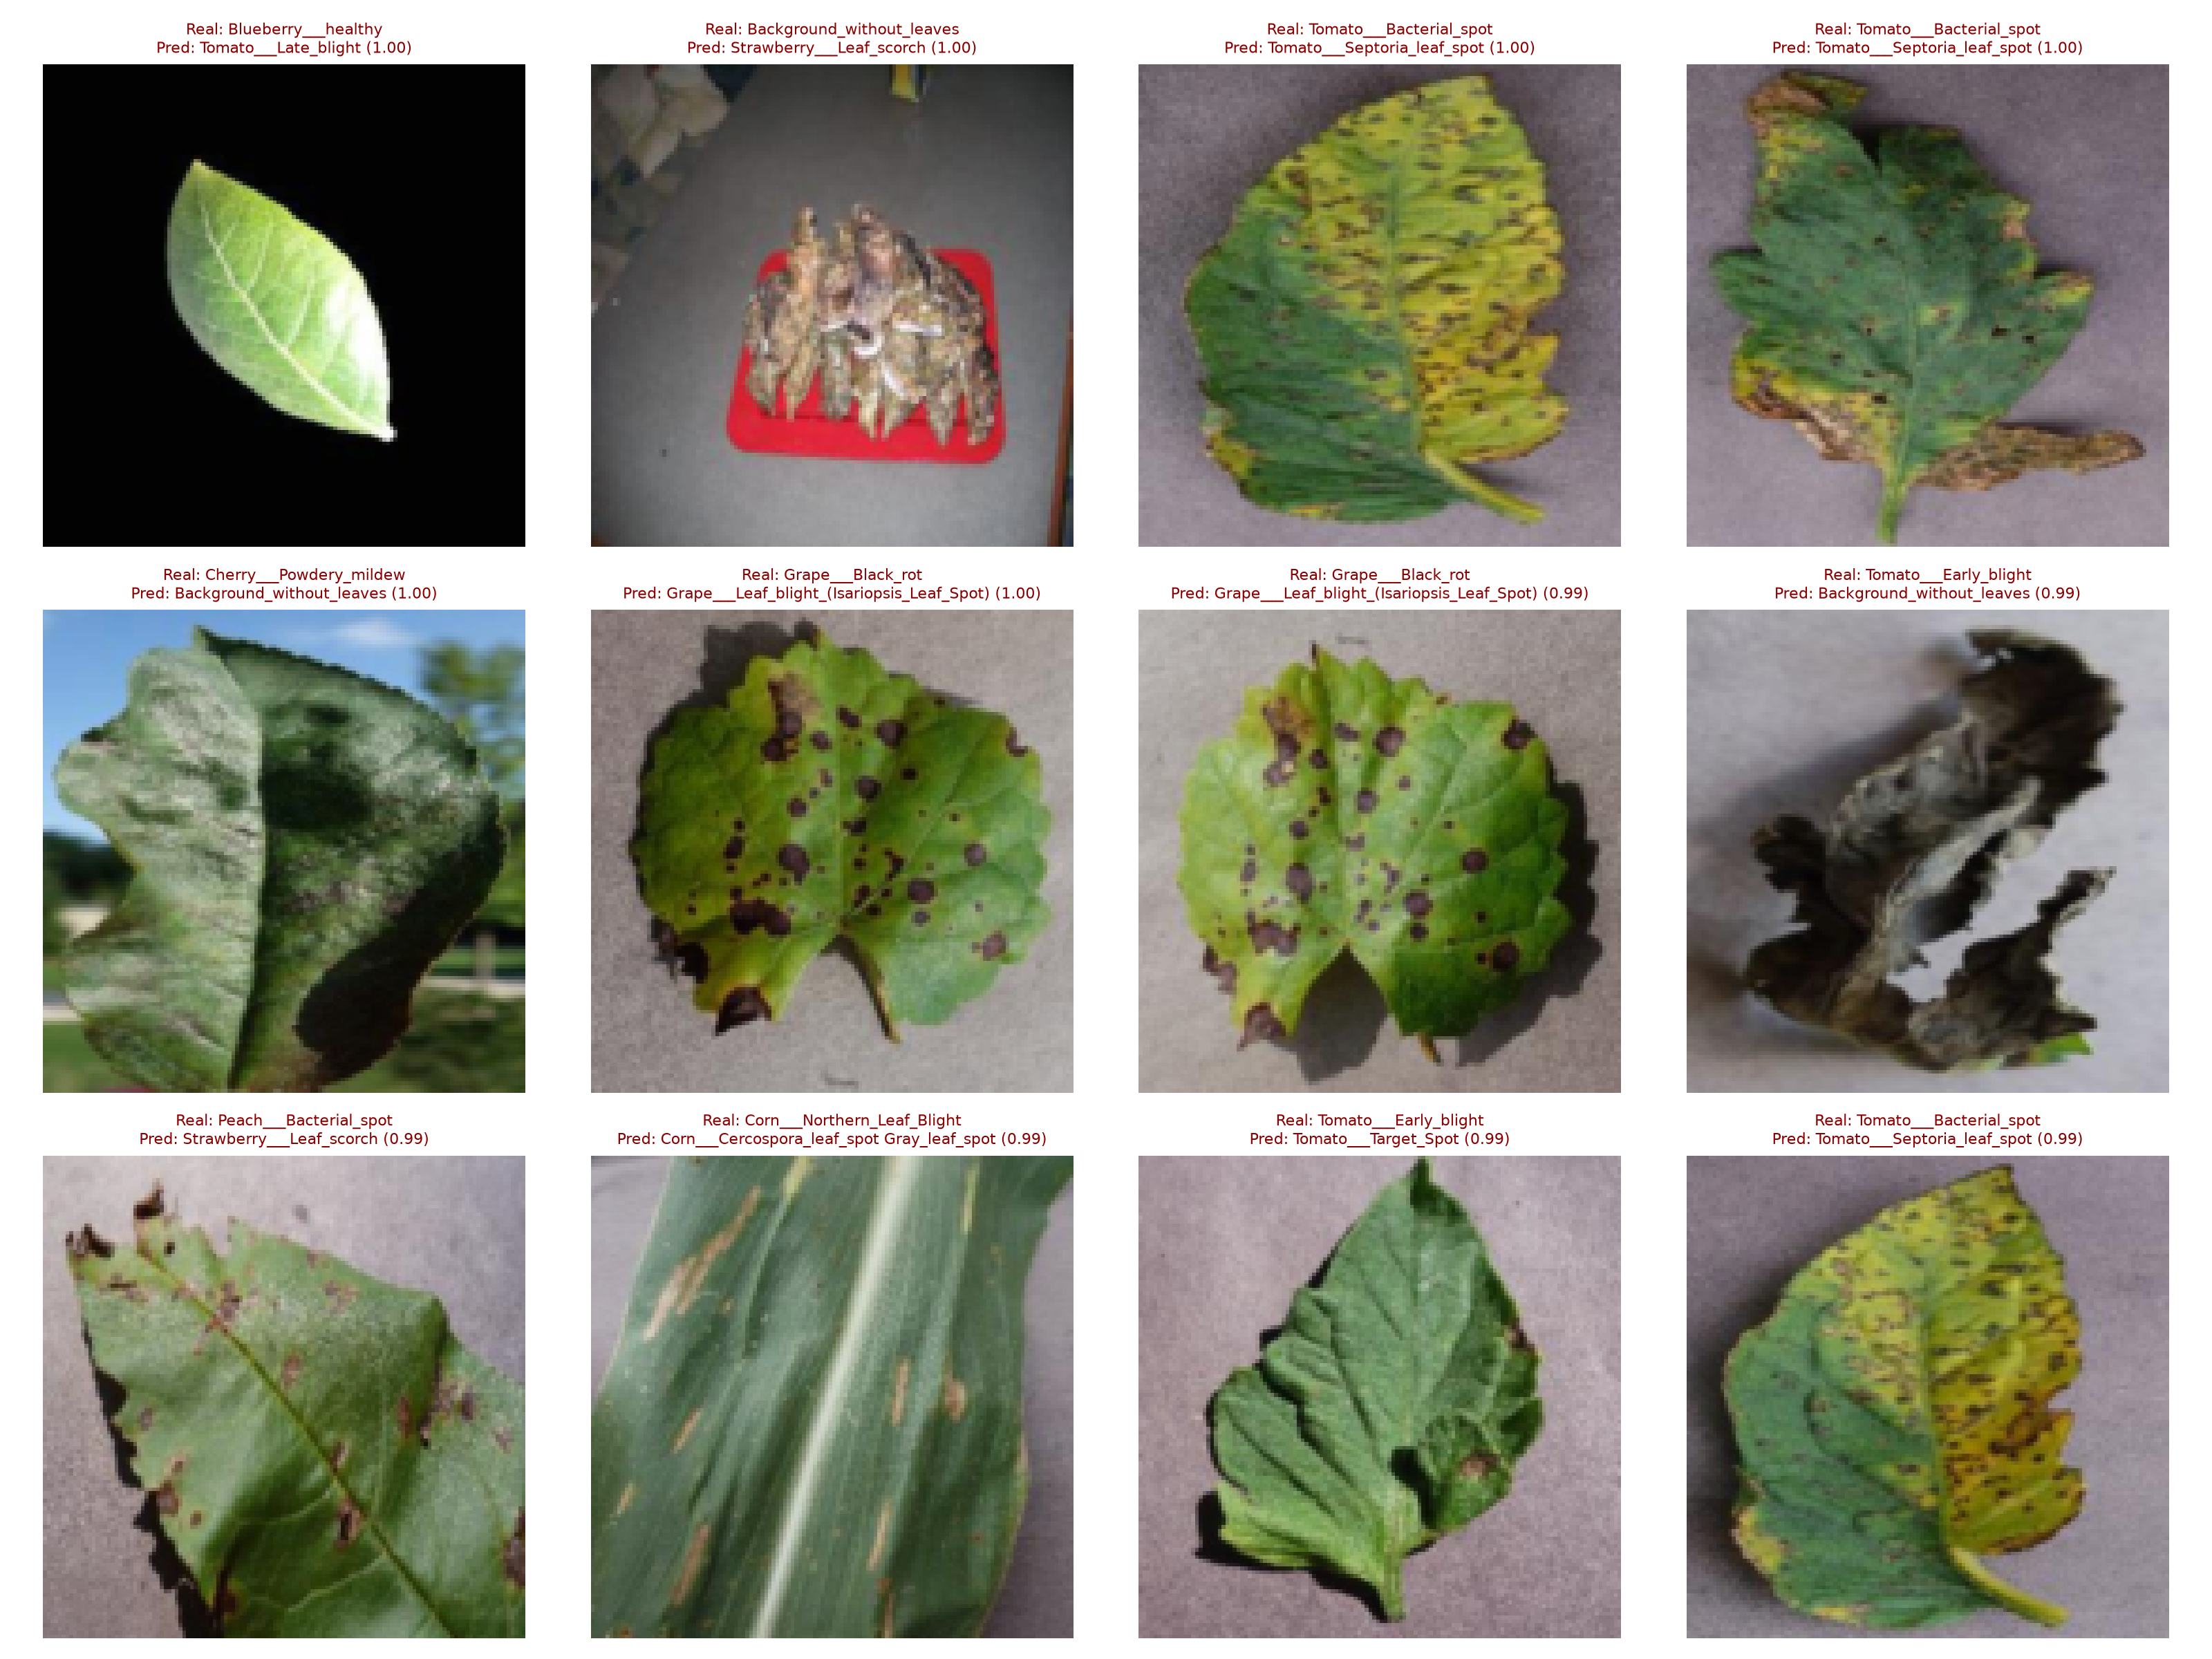 Real: Blueberry___healthy
Pred: Tomato___Late_blight (1.00)
Real: Background_without_leaves
Pred: Strawberry___Leaf_scorch (1.00)
Real: Tomato___Bacterial_spot
Pred: Tomato___Septoria_leaf_spot (1.00)
Real: Tomato___Bacterial_spot
Pred: Tomato___Septoria_leaf_spot (1.00)
Real: Cherry___Powdery_mildew
Pred: Background_without_leaves (1.00)
Real: Grape___Black_rot
Pred: Grape___Leaf_blight_(Isariopsis_Leaf_Spot) (1.00)
Real: Grape___Black_rot
Pred: Grape___Leaf_blight_(Isariopsis_Leaf_Spot) (0.99)
Real: Tomato___Early_blight
Pred: Background_without_leaves (0.99)
Real: Peach___Bacterial_spot
Pred: Strawberry___Leaf_scorch (0.99)
Real: Corn___Northern_Leaf_Blight
Pred: Corn___Cercospora_leaf_spot Gray_leaf_spot (0.99)
Real: Tomato___Early_blight
Pred: Tomato___Target_Spot (0.99)
Real: Tomato___Bacterial_spot
Pred: Tomato___Septoria_leaf_spot (0.99)